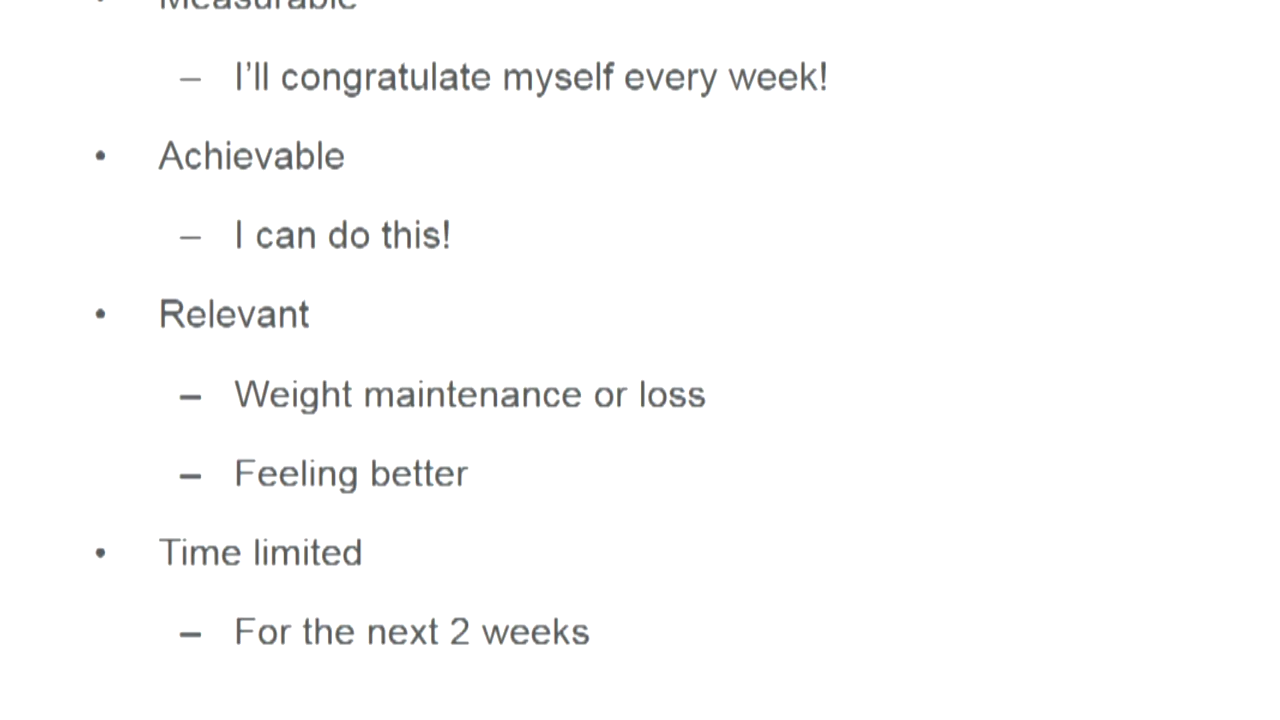 Measurable
– I'll congratulate myself every week!
• Achievable
– I can do this!
• Relevant
– Weight maintenance or loss
– Feeling better
• Time limited
– For the next 2 weeks